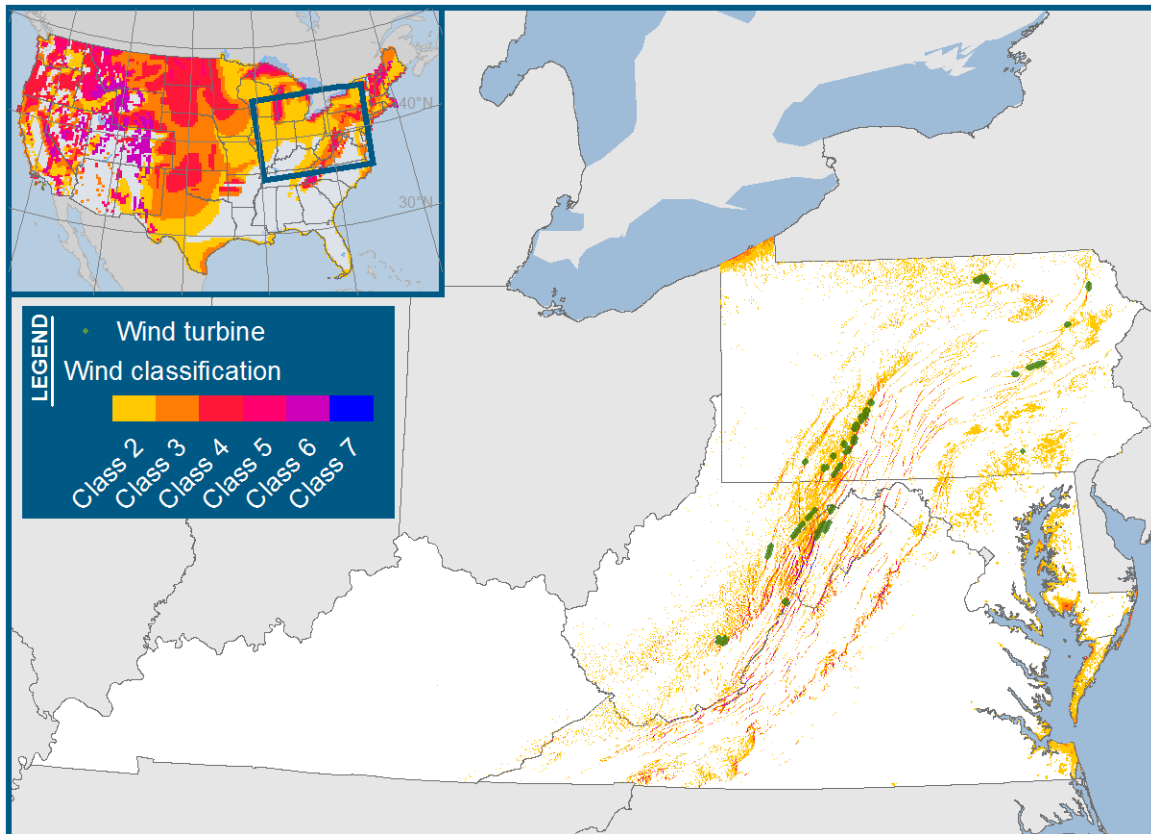 40°N
30°N
LEGEND
Wind turbine
Wind classification
Class 2
Class 3
Class 4
Class 5
Class 6
Class 7